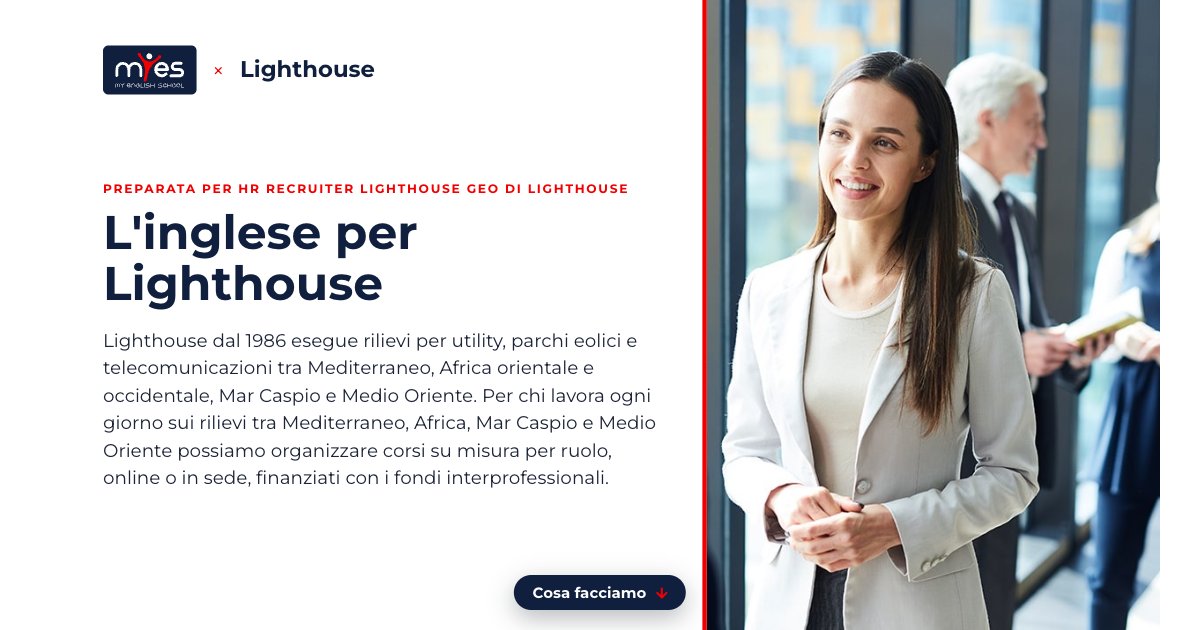 myes
MY ENGLISH SCHOOL
× Lighthouse
PREPARATA PER HR RECRUITER LIGHTHOUSE GEO DI LIGHTHOUSE
L'inglese per
Lighthouse
Lighthouse dal 1986 esegue rilievi per utility, parchi eolici e
telecomunicazioni tra Mediterraneo, Africa orientale e
occidentale, Mar Caspio e Medio Oriente. Per chi lavora ogni
giorno sui rilievi tra Mediterraneo, Africa, Mar Caspio e Medio
Oriente possiamo organizzare corsi su misura per ruolo,
online o in sede, finanziati con i fondi interprofessionali.
Cosa facciamo ↓